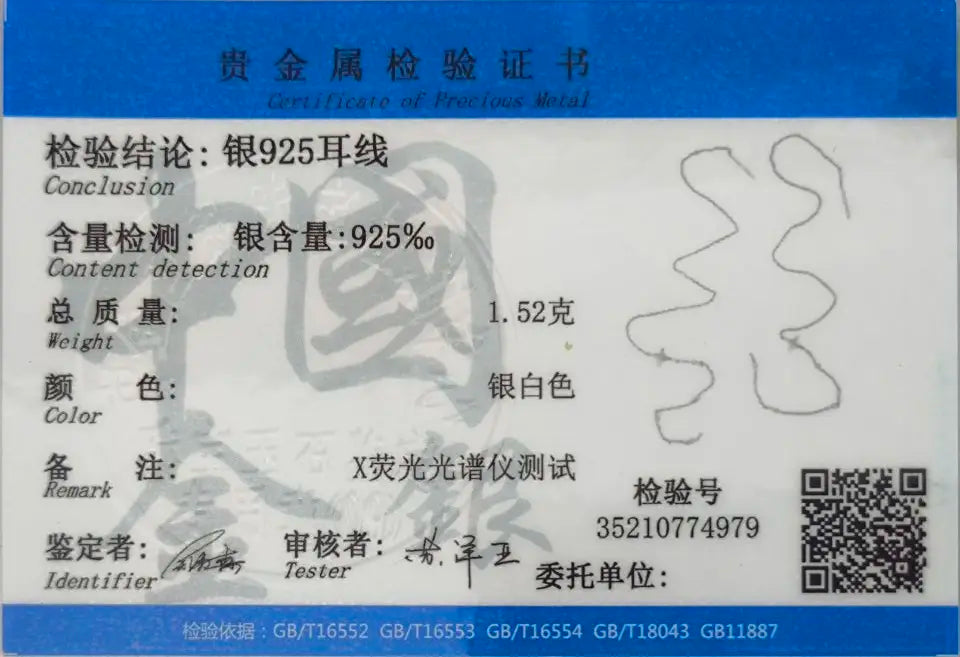 贵金属检验证书
Certificate of Precious Metal
检验结论: 银925耳线
Conclusion
含量检测: 银含量:925‰
Content detection
总质量: 1.52克
Weight
颜色: 银白色
Color
备注: X荧光光谱仪测试
Remark
检验号
35210774979
鉴定者:
Identifier
审核者:
Tester
委托单位:
中國
金銀
检验依据：GB/T16552 GB/T16553 GB/T16554 GB/T18043 GB11887